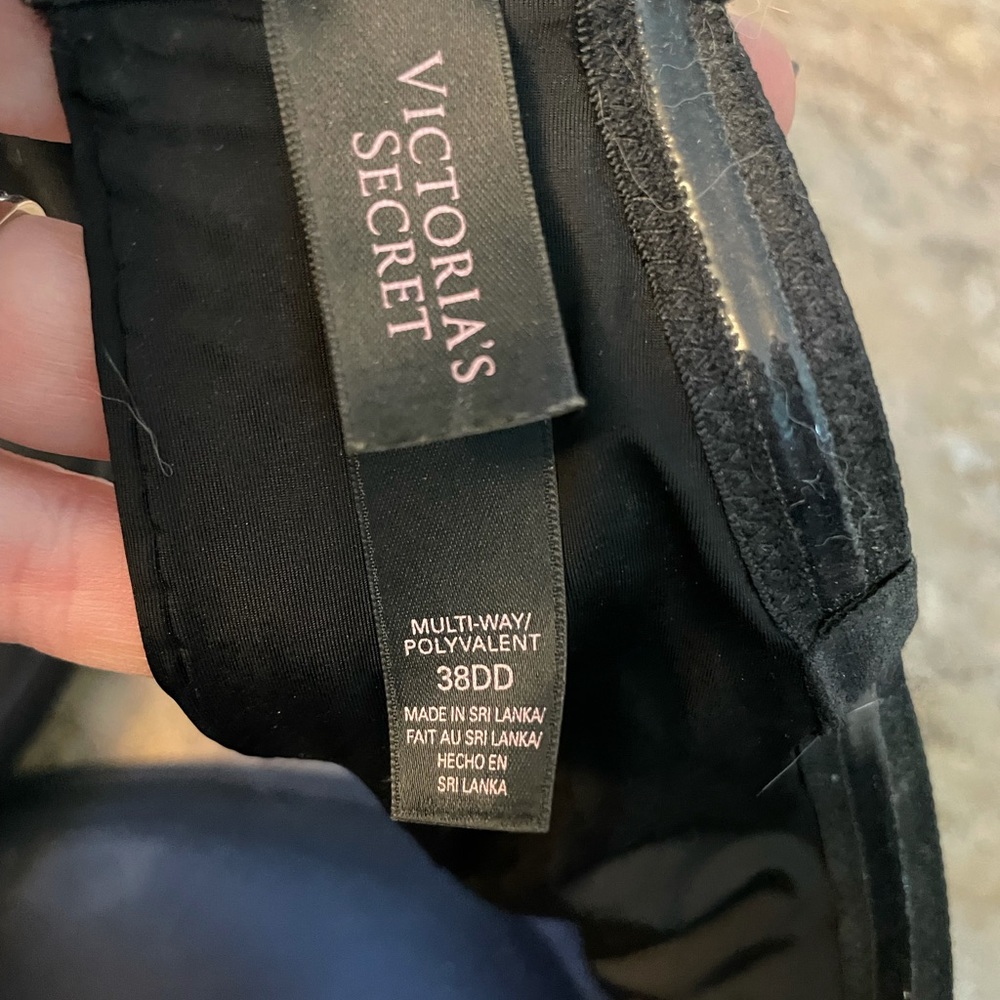 VICTORIA'S
SECRET
MULTI-WAY/
POLYVALENT
38DD
MADE IN SRI LANKA/
FAIT AU SRI LANKA/
HECHO EN
SRI LANKA